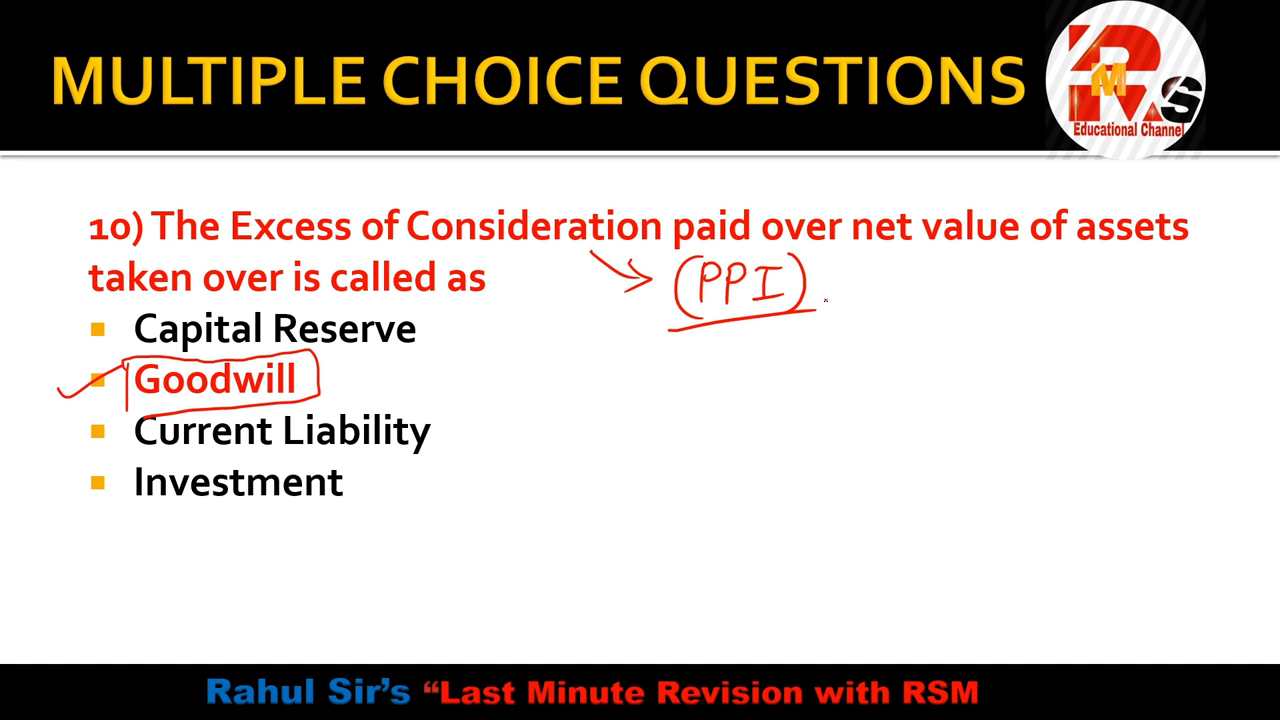 MULTIPLE CHOICE QUESTIONS
RMS
Educational Channel
10) The Excess of Consideration paid over net value of assets
taken over is called as
(PPI)
Capital Reserve
Goodwill
Current Liability
Investment
Rahul Sir's “Last Minute Revision with RSM